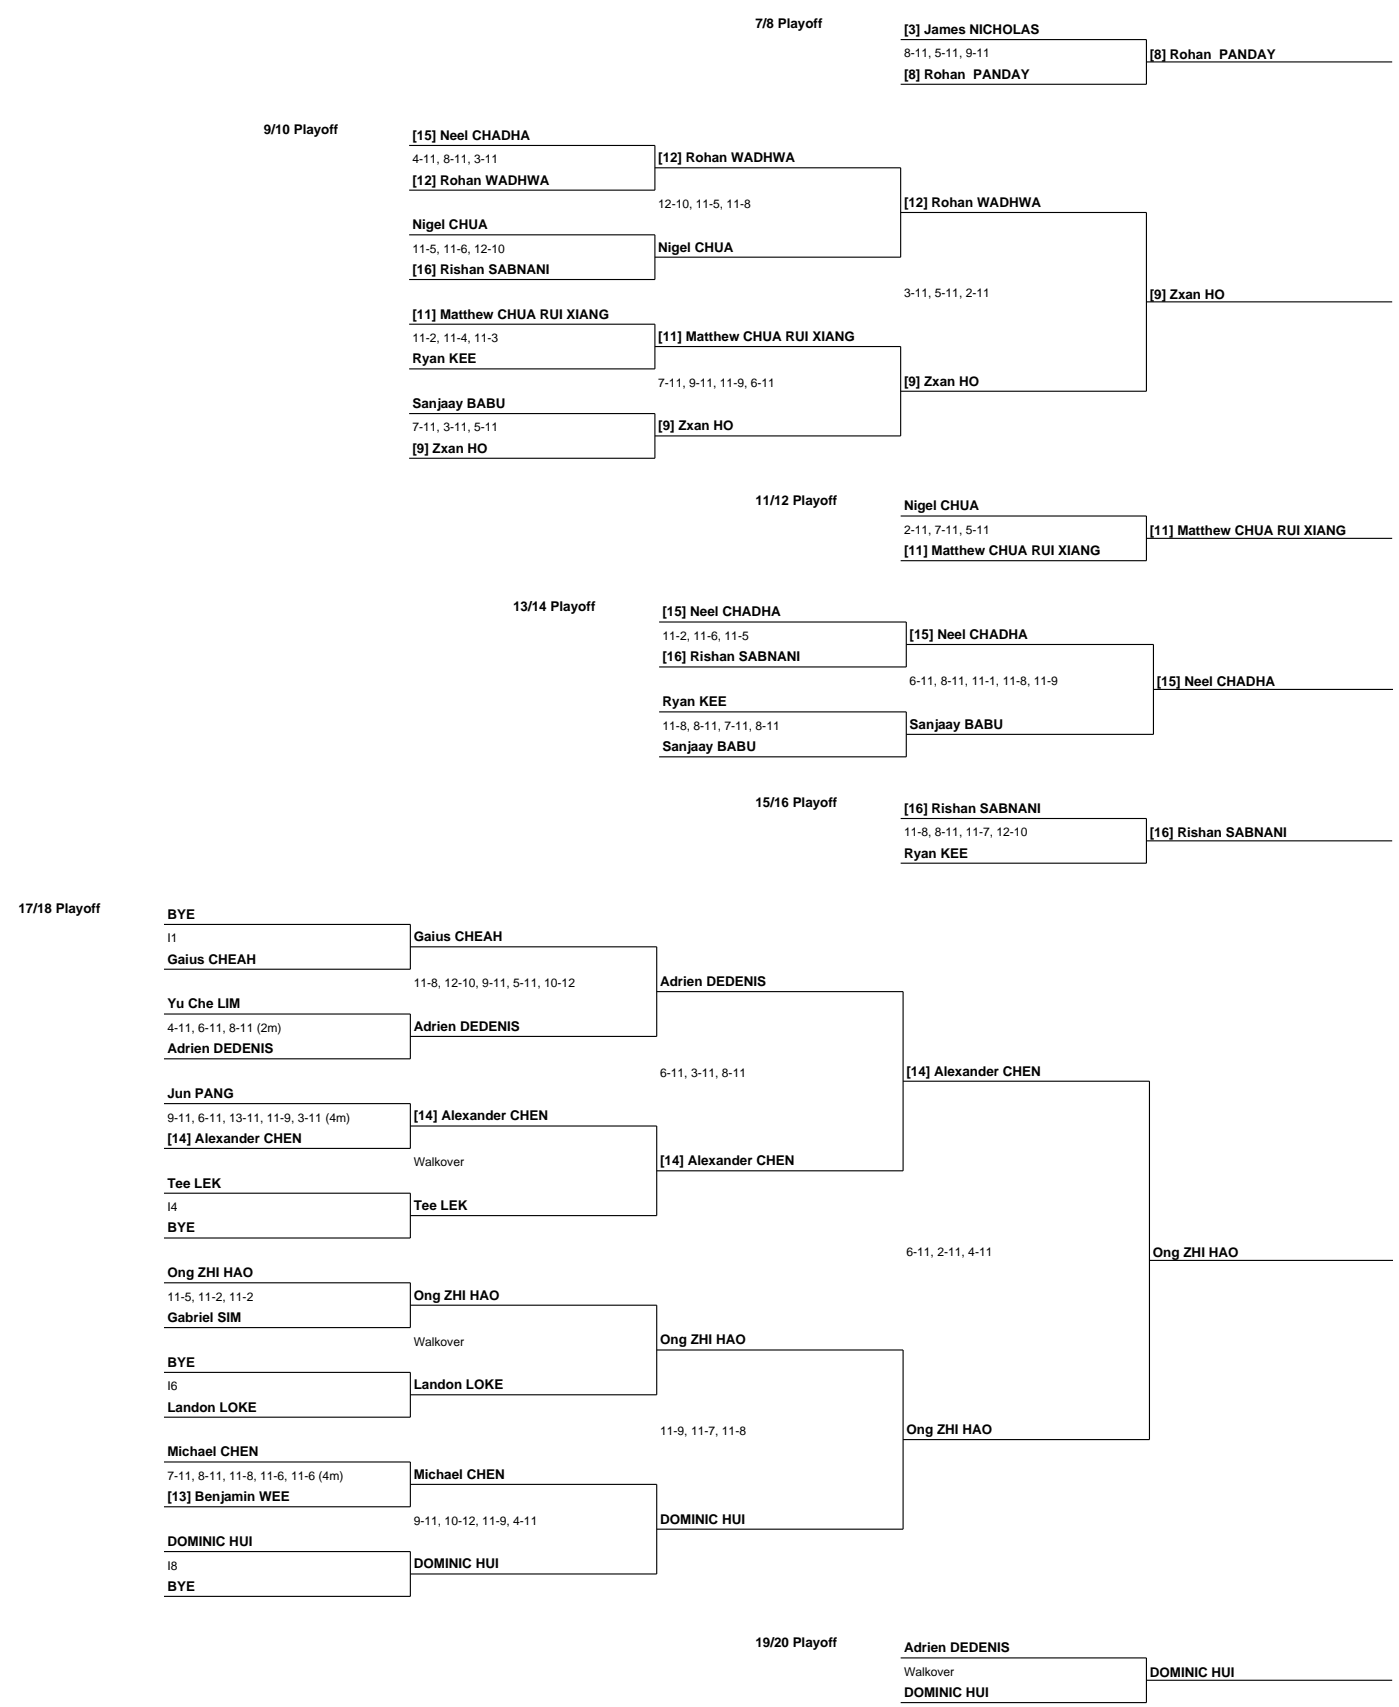 7/8 Playoff
[3] James NICHOLAS
8-11, 5-11, 9-11
[8] Rohan  PANDAY
[8] Rohan  PANDAY
9/10 Playoff
[15] Neel CHADHA
4-11, 8-11, 3-11
[12] Rohan WADHWA
[12] Rohan WADHWA
12-10, 11-5, 11-8
[12] Rohan WADHWA
Nigel CHUA
11-5, 11-6, 12-10
Nigel CHUA
[16] Rishan SABNANI
3-11, 5-11, 2-11
[9] Zxan HO
[11] Matthew CHUA RUI XIANG
11-2, 11-4, 11-3
[11] Matthew CHUA RUI XIANG
Ryan KEE
7-11, 9-11, 11-9, 6-11
[9] Zxan HO
Sanjaay BABU
7-11, 3-11, 5-11
[9] Zxan HO
[9] Zxan HO
11/12 Playoff
Nigel CHUA
2-11, 7-11, 5-11
[11] Matthew CHUA RUI XIANG
[11] Matthew CHUA RUI XIANG
13/14 Playoff
[15] Neel CHADHA
11-2, 11-6, 11-5
[15] Neel CHADHA
[16] Rishan SABNANI
6-11, 8-11, 11-1, 11-8, 11-9
[15] Neel CHADHA
Ryan KEE
11-8, 8-11, 7-11, 8-11
Sanjaay BABU
Sanjaay BABU
15/16 Playoff
[16] Rishan SABNANI
11-8, 8-11, 11-7, 12-10
[16] Rishan SABNANI
Ryan KEE
17/18 Playoff
BYE
I1
Gaius CHEAH
Gaius CHEAH
11-8, 12-10, 9-11, 5-11, 10-12
Adrien DEDENIS
Yu Che LIM
4-11, 6-11, 8-11 (2m)
Adrien DEDENIS
Adrien DEDENIS
6-11, 3-11, 8-11
[14] Alexander CHEN
Jun PANG
9-11, 6-11, 13-11, 11-9, 3-11 (4m)
[14] Alexander CHEN
[14] Alexander CHEN
Walkover
[14] Alexander CHEN
Tee LEK
I4
Tee LEK
BYE
6-11, 2-11, 4-11
Ong ZHI HAO
Ong ZHI HAO
11-5, 11-2, 11-2
Ong ZHI HAO
Gabriel SIM
Walkover
Ong ZHI HAO
BYE
I6
Landon LOKE
Landon LOKE
11-9, 11-7, 11-8
Ong ZHI HAO
Michael CHEN
7-11, 8-11, 11-8, 11-6, 11-6 (4m)
Michael CHEN
[13] Benjamin WEE
9-11, 10-12, 11-9, 4-11
DOMINIC HUI
DOMINIC HUI
I8
DOMINIC HUI
BYE
19/20 Playoff
Adrien DEDENIS
Walkover
DOMINIC HUI
DOMINIC HUI